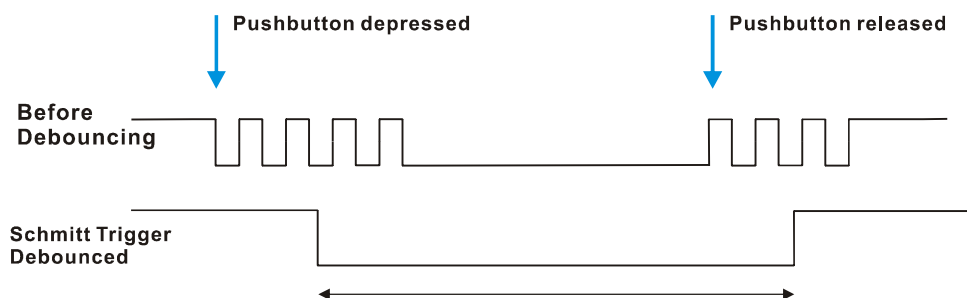 Pushbutton depressed
Pushbutton released
Before
Debouncing
Schmitt Trigger
Debounced